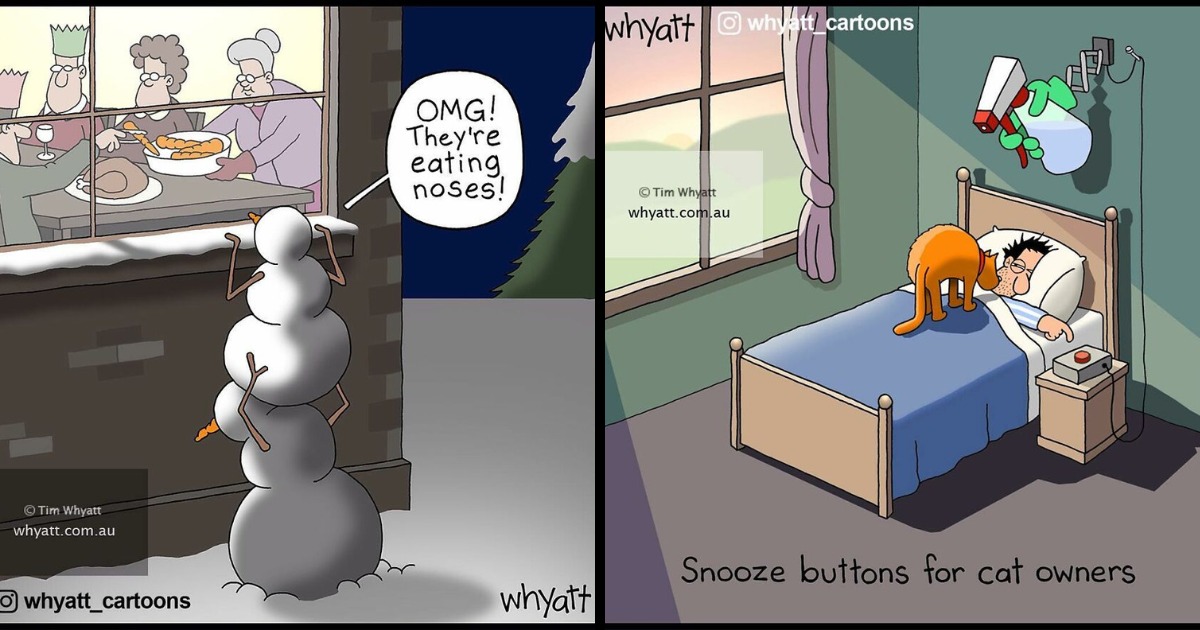 OMG!
They're
eating
noses!
© Tim Whyatt
whyatt.com.au
whyatt_cartoons
whyatt
whyatt
whyatt_cartoons
© Tim Whyatt
whyatt.com.au
Snooze buttons for cat owners